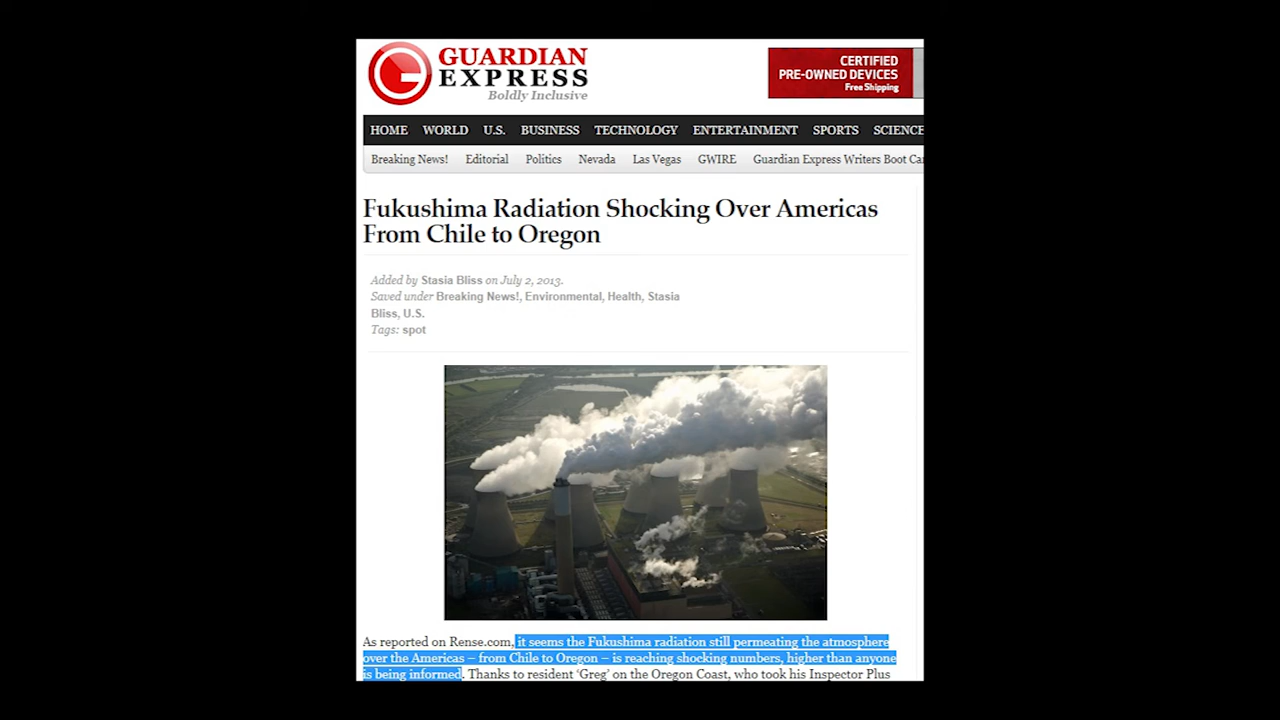 GUARDIAN
EXPRESS
Boldly Inclusive
CERTIFIED
PRE-OWNED DEVICES
Free Shipping
HOME WORLD U.S. BUSINESS TECHNOLOGY ENTERTAINMENT SPORTS SCIENCE
Breaking News! Editorial Politics Nevada Las Vegas GWIRE Guardian Express Writers Boot Ca
Fukushima Radiation Shocking Over Americas
From Chile to Oregon
Added by Stasia Bliss on July 2, 2013.
Saved under Breaking News!, Environmental, Health, Stasia
Bliss, U.S.
Tags: spot
As reported on Rense.com, it seems the Fukushima radiation still permeating the atmosphere
over the Americas – from Chile to Oregon – is reaching shocking numbers, higher than anyone
is being informed. Thanks to resident ‘Greg’ on the Oregon Coast, who took his Inspector Plus